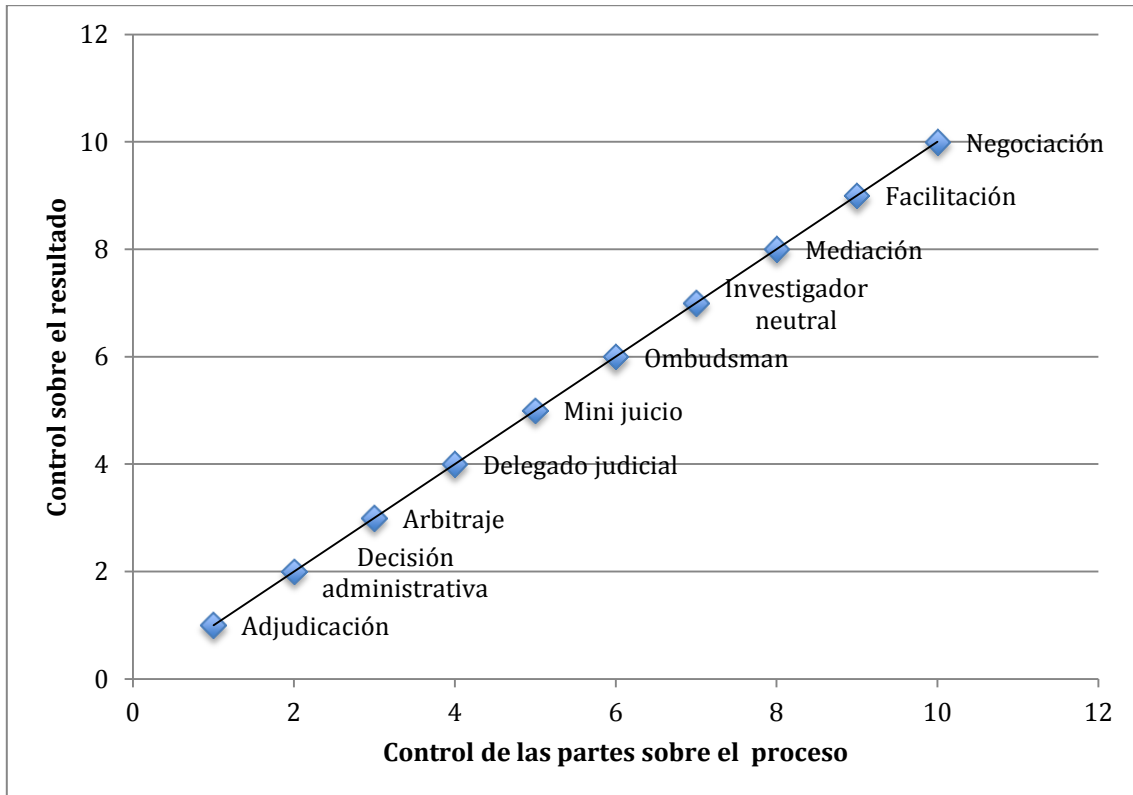 12
10
Negociación
Facilitación
8
Mediación
Investigador
neutral
6
Ombudsman
Mini juicio
4
Delegado judicial
Arbitraje
Decisión
2
administrativa
Adjudicación
0
0 2 4 6 8 10 12
Control sobre el resultado
Control de las partes sobre el  proceso